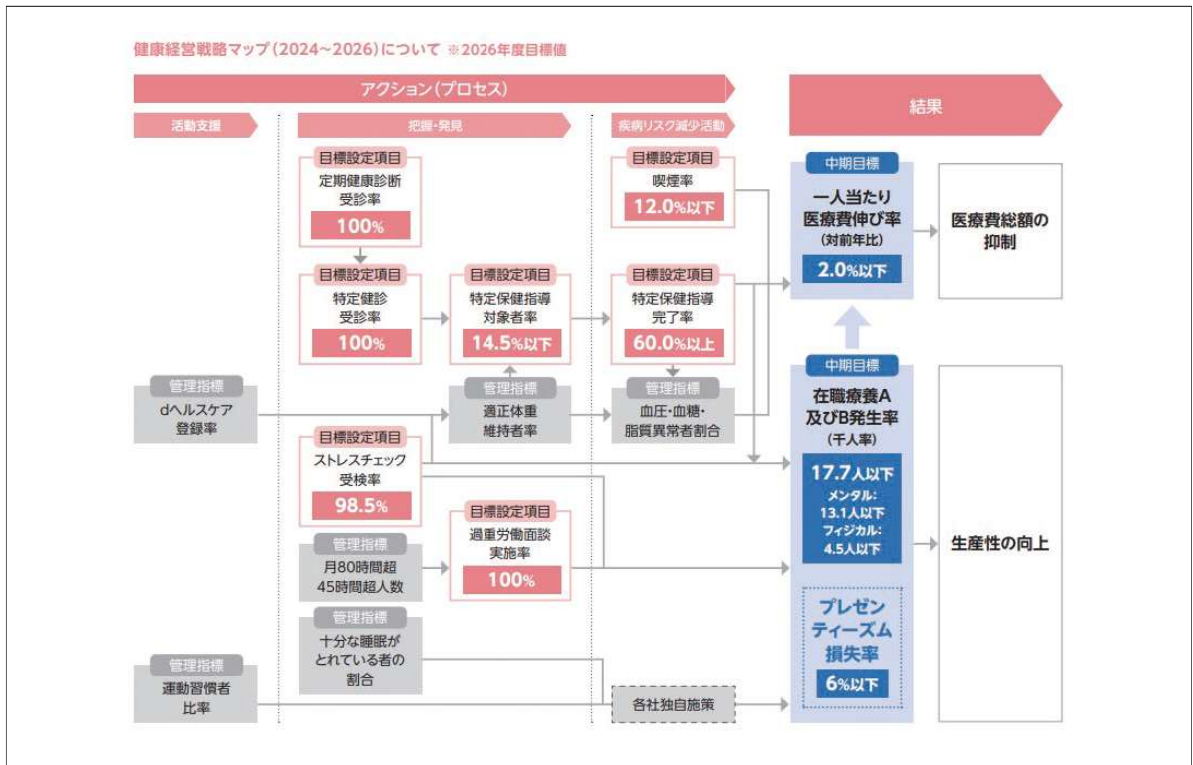 健康経営戦略マップ(2024～2026)について ※2026年度目標値
アクション(プロセス)
結果
活動支援
把握・発見
疾病リスク減少活動
目標設定項目
定期健康診断
受診率
100%
目標設定項目
喫煙率
12.0%以下
中期目標
一人当たり
医療費伸び率
(対前年比)
2.0%以下
医療費総額の
抑制
目標設定項目
特定健診
受診率
100%
目標設定項目
特定保健指導
対象者率
14.5%以下
目標設定項目
特定保健指導
完了率
60.0%以上
管理指標
dヘルスケア
登録率
管理指標
適正体重
維持者率
管理指標
血圧・血糖・
脂質異常者割合
中期目標
在職療養A
及びB発生率
(千人率)
17.7人以下
メンタル:
13.1人以下
フィジカル:
4.5人以下
目標設定項目
ストレスチェック
受検率
98.5%
目標設定項目
過重労働面談
実施率
100%
管理指標
月80時間超
45時間超人数
生産性の向上
管理指標
十分な睡眠が
とれている者の
割合
プレゼン
ティーズム
損失率
6%以下
管理指標
運動習慣者
比率
各社独自施策